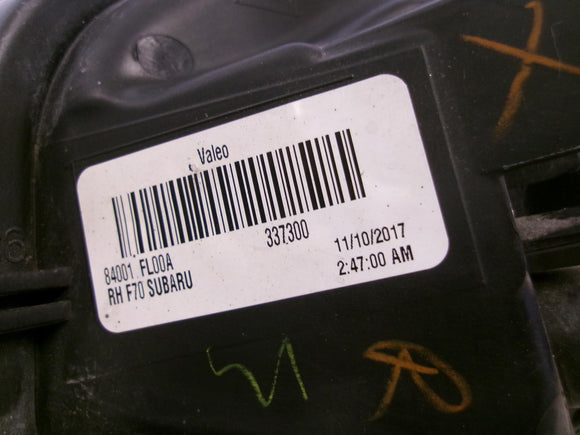 Valeo
84001 FL00A 337300 11/10/2017
RH F70 SUBARU 2:47:00 AM